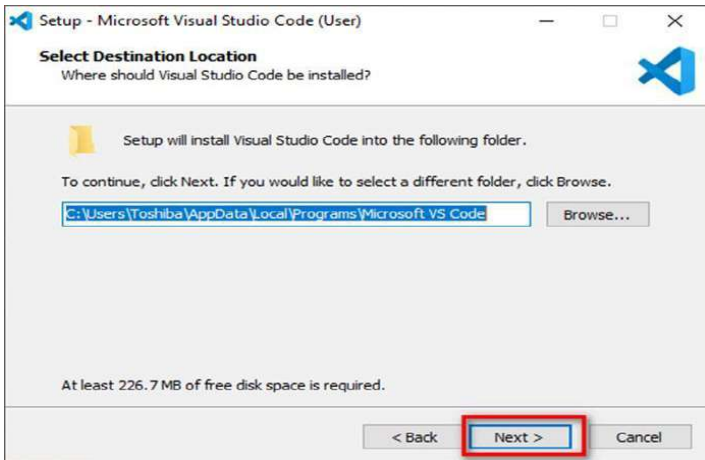 Setup - Microsoft Visual Studio Code (User)
Select Destination Location
Where should Visual Studio Code be installed?
Setup will install Visual Studio Code into the following folder.
To continue, click Next. If you would like to select a different folder, click Browse.
C:\Users\Toshiba\AppData\Local\Programs\Microsoft VS Code
Browse...
At least 226.7 MB of free disk space is required.
< Back Next > Cancel